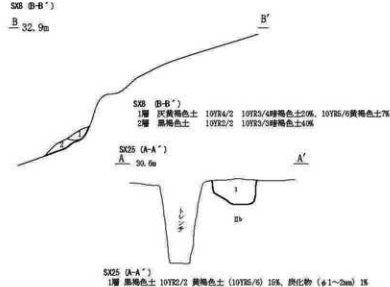 SX8 (B-B´)
B 32.9m B´
1
2
SX8 (B-B´)
1層 灰黄褐色土 10YR4/2 10YR3/4暗褐色土20%、10YR5/6黄褐色土7%
2層 黒褐色土 10YR2/2 10YR3/3暗褐色土40%
SX25 (A-A´)
A 30.6m A´
1
トレンチ
Ⅱb
SX25 (A-A´)
1層 黒褐色土 10YR2/2 黄褐色土 (10YR5/6) 15%、炭化物 (φ1～2mm) 1%